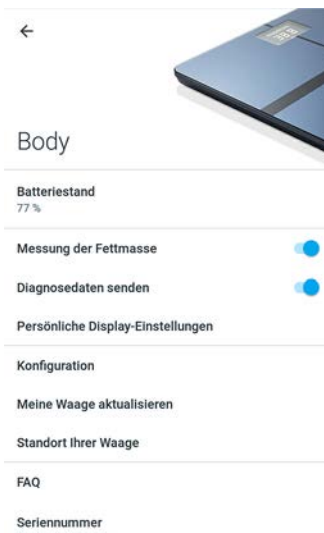 Body
Batteriestand
77 %
Messung der Fettmasse
Diagnosedaten senden
Persönliche Display-Einstellungen
Konfiguration
Meine Waage aktualisieren
Standort Ihrer Waage
FAQ
Seriennummer